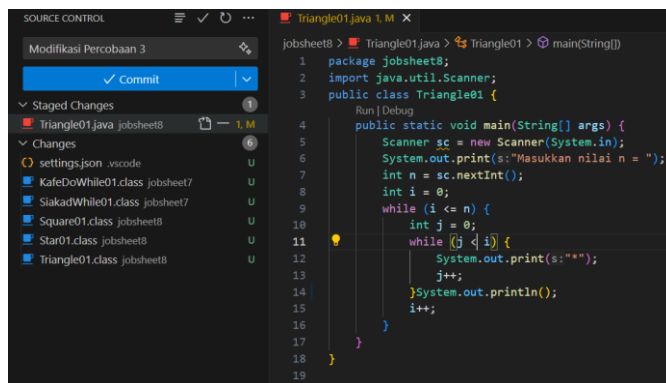 SOURCE CONTROL
Modifikasi Percobaan 3
Commit
Staged Changes 1
Triangle01.java jobsheet8 1, M
Changes 6
settings.json .vscode U
KafeDoWhile01.class jobsheet7 U
SiakadWhile01.class jobsheet7 U
Square01.class jobsheet8 U
Star01.class jobsheet8 U
Triangle01.class jobsheet8 U
Triangle01.java 1, M
jobsheet8 > Triangle01.java > Triangle01 > main(String[])
1 package jobsheet8;
2 import java.util.Scanner;
3 public class Triangle01 {
Run | Debug
4 public static void main(String[] args) {
5 Scanner sc = new Scanner(System.in);
6 System.out.print(s:"Masukkan nilai n = ");
7 int n = sc.nextInt();
8 int i = 0;
9 while (i <= n) {
10 int j = 0;
11 while (j < i) {
12 System.out.print(s:"*");
13 j++;
14 }System.out.println();
15 i++;
16 }
17 }
18 }
19